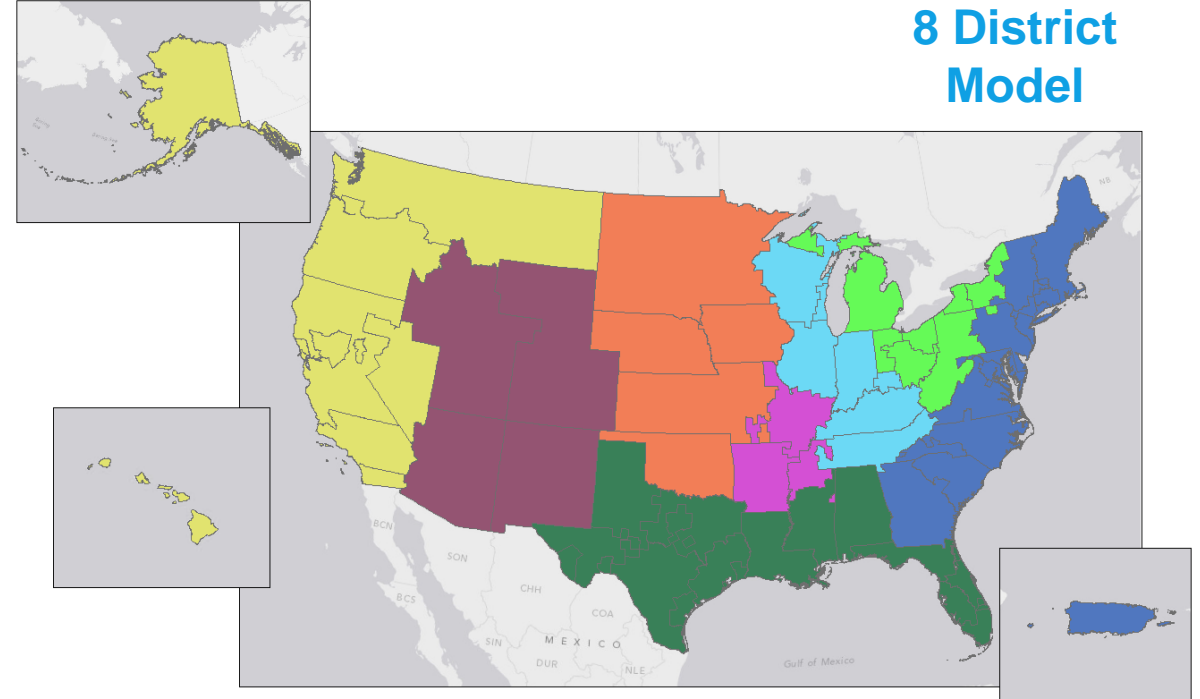 8 District
Model
NB
BCN
SON
CHH
BCS
COA
SIN
MEXICO
DUR
NLE
Gulf of Mexico